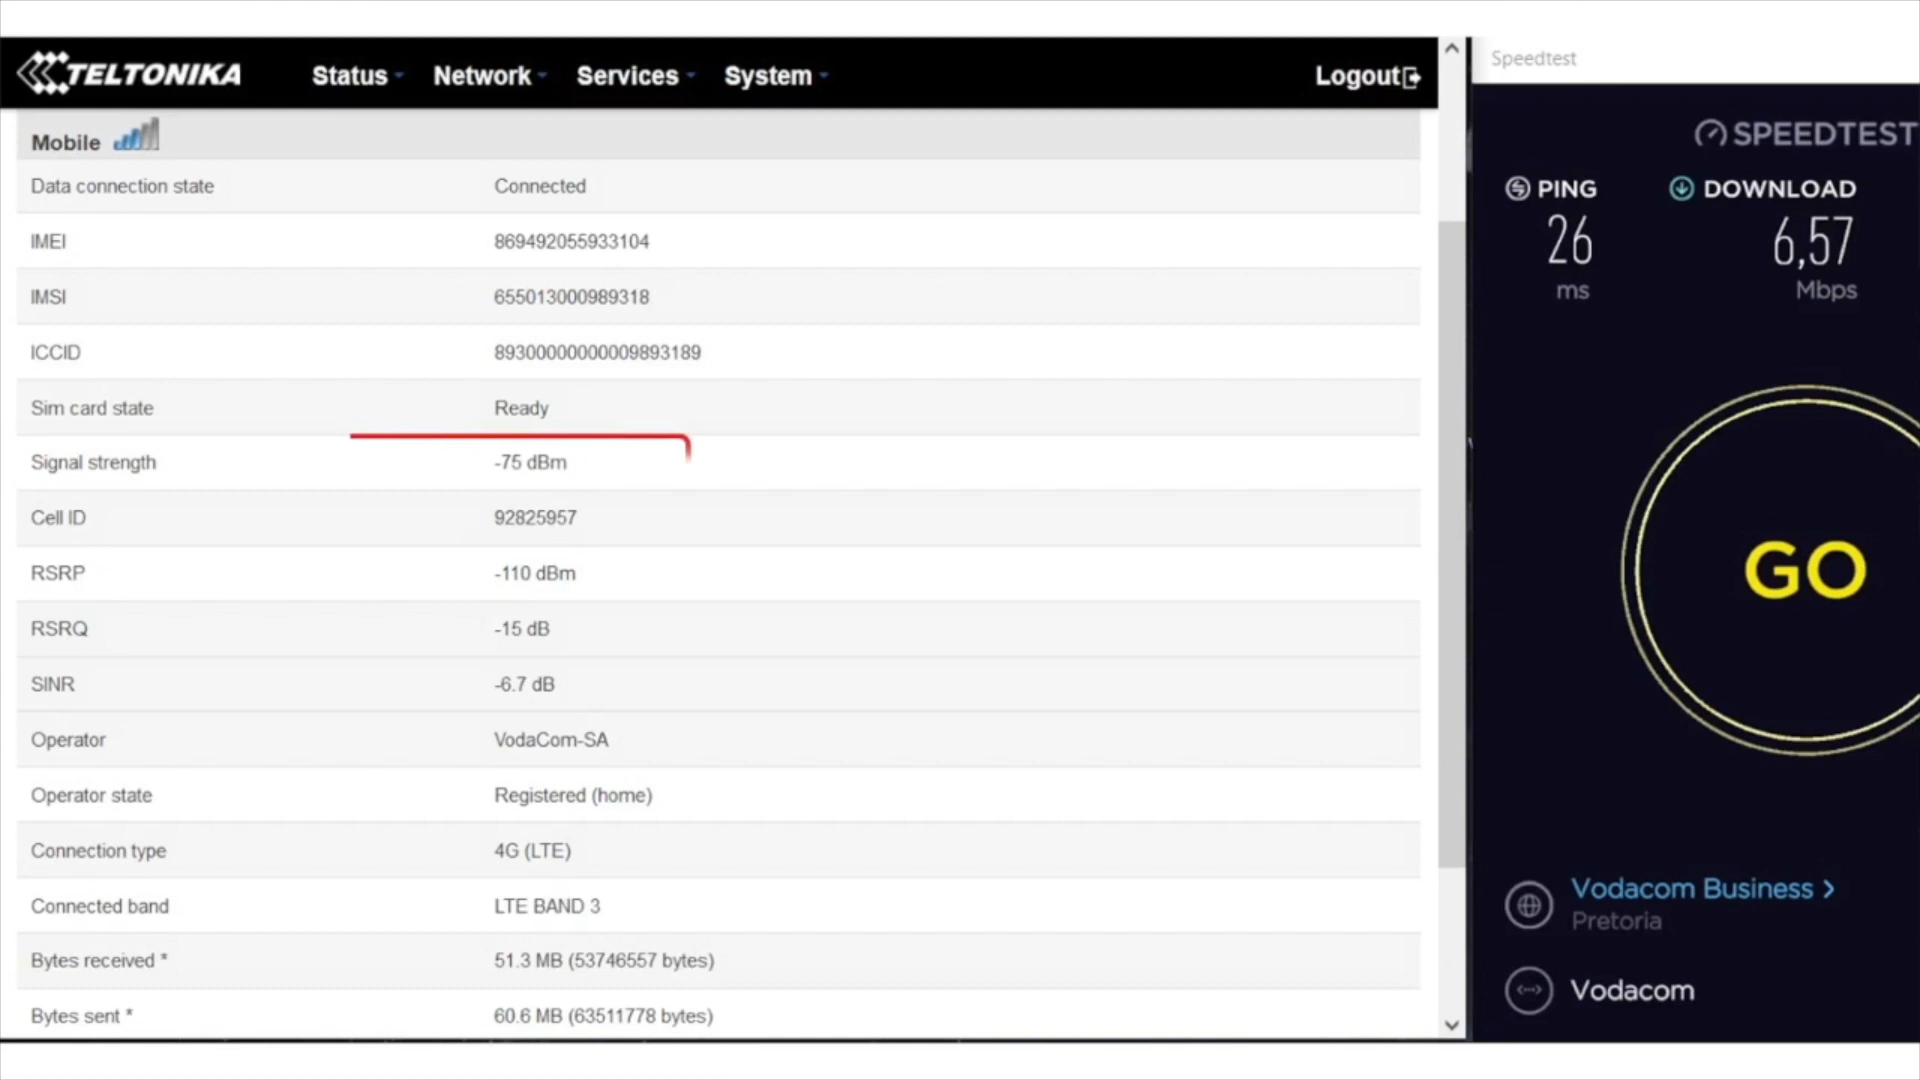 TELTONIKA Status Network Services System Logout
Mobile
Data connection state Connected
IMEI 869492055933104
IMSI 655013000989318
ICCID 89300000000009893189
Sim card state Ready
Signal strength -75 dBm
Cell ID 92825957
RSRP -110 dBm
RSRQ -15 dB
SINR -6.7 dB
Operator VodaCom-SA
Operator state Registered (home)
Connection type 4G (LTE)
Connected band LTE BAND 3
Bytes received * 51.3 MB (53746557 bytes)
Bytes sent * 60.6 MB (63511778 bytes)
Speedtest
SPEEDTEST
PING DOWNLOAD
26 6,57
ms Mbps
GO
Vodacom Business >
Pretoria
Vodacom